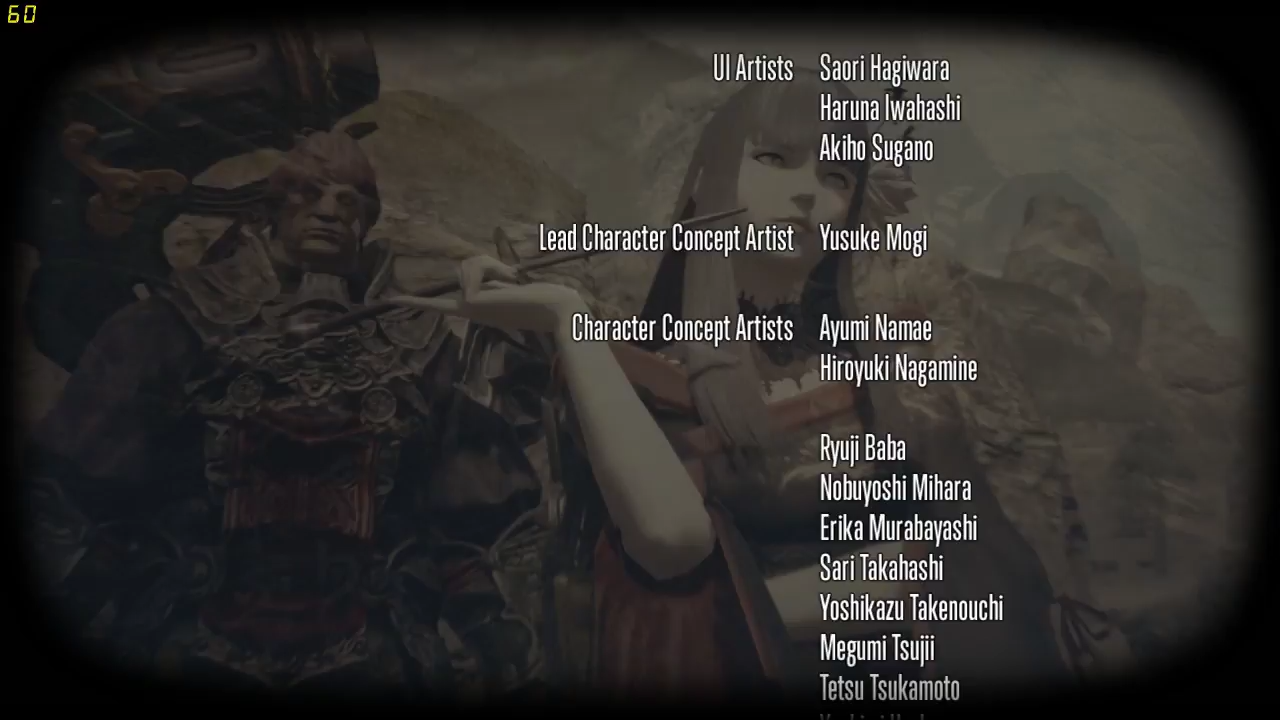 60
UI Artists Saori Hagiwara
Haruna Iwahashi
Akiho Sugano
Lead Character Concept Artist Yusuke Mogi
Character Concept Artists Ayumi Namae
Hiroyuki Nagamine
Ryuji Baba
Nobuyoshi Mihara
Erika Murabayashi
Sari Takahashi
Yoshikazu Takenouchi
Megumi Tsujii
Tetsu Tsukamoto